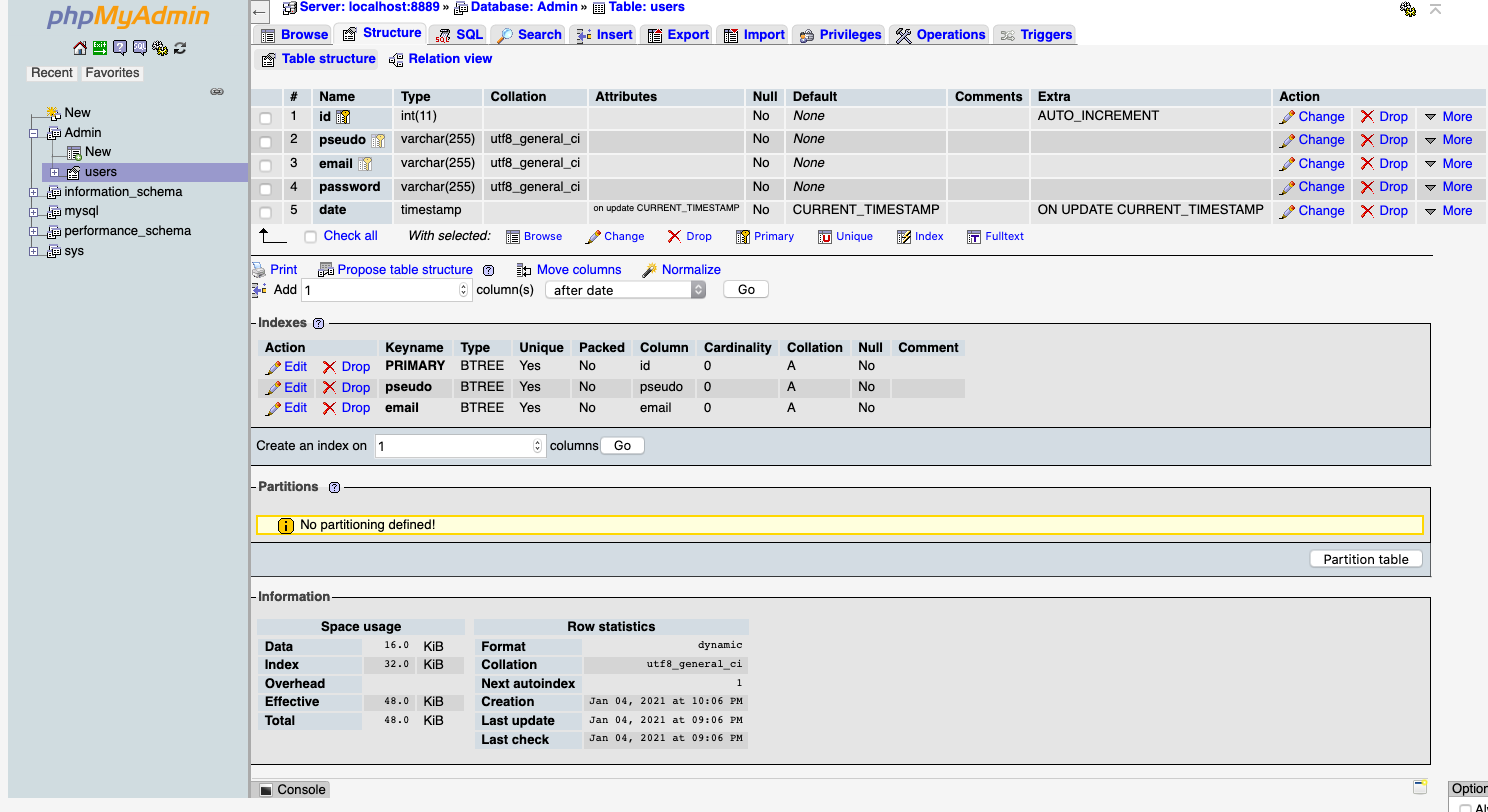 phpMyAdmin
Recent Favorites
New
Admin
New
users
information_schema
mysql
performance_schema
sys
Server: localhost:8889 » Database: Admin » Table: users
Browse Structure SQL Search Insert Export Import Privileges Operations Triggers
Table structure Relation view
# Name Type Collation Attributes Null Default Comments Extra Action
1 id int(11) No None AUTO_INCREMENT Change Drop More
2 pseudo varchar(255) utf8_general_ci No None Change Drop More
3 email varchar(255) utf8_general_ci No None Change Drop More
4 password varchar(255) utf8_general_ci No None Change Drop More
5 date timestamp on update CURRENT_TIMESTAMP No CURRENT_TIMESTAMP ON UPDATE CURRENT_TIMESTAMP Change Drop More
Check all With selected: Browse Change Drop Primary Unique Index Fulltext
Print Propose table structure Move columns Normalize
Add 1 column(s) after date Go
Indexes
Action Keyname Type Unique Packed Column Cardinality Collation Null Comment
Edit Drop PRIMARY BTREE Yes No id 0 A No
Edit Drop pseudo BTREE Yes No pseudo 0 A No
Edit Drop email BTREE Yes No email 0 A No
Create an index on 1 columns Go
Partitions
No partitioning defined!
Partition table
Information
Space usage
Data 16.0 KiB
Index 32.0 KiB
Overhead
Effective 48.0 KiB
Total 48.0 KiB
Row statistics
Format dynamic
Collation utf8_general_ci
Next autoindex 1
Creation Jan 04, 2021 at 10:06 PM
Last update Jan 04, 2021 at 09:06 PM
Last check Jan 04, 2021 at 09:06 PM
Console